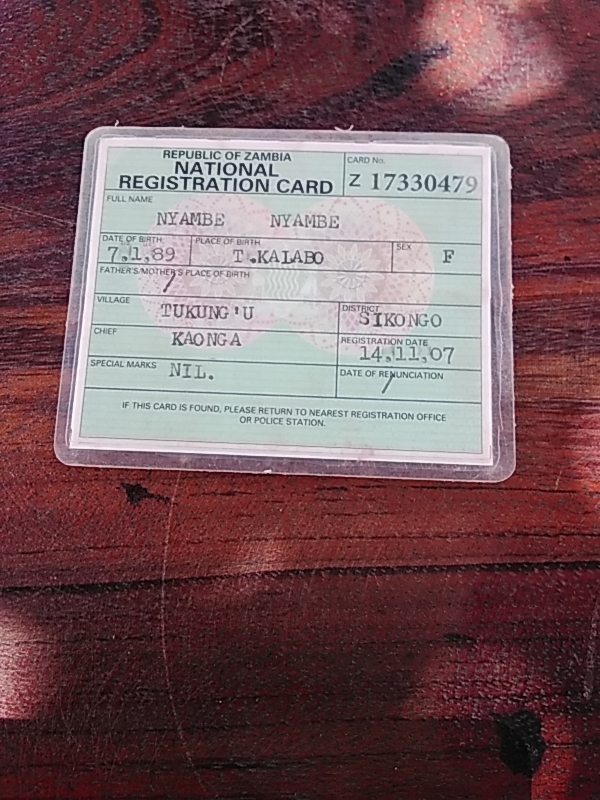 REPUBLIC OF ZAMBIA
NATIONAL
REGISTRATION CARD
CARD No.
Z 17330479
FULL NAME
NYAMBE NYAMBE
DATE OF BIRTH
7.1.89
PLACE OF BIRTH
T.KALABO
SEX
F
FATHER'S/MOTHER'S PLACE OF BIRTH
/
VILLAGE
TUKUNG'U
DISTRICT
SIKONGO
CHIEF
KAONGA
REGISTRATION DATE
14.11.07
SPECIAL MARKS
NIL.
DATE OF RENUNCIATION
/
IF THIS CARD IS FOUND, PLEASE RETURN TO NEAREST REGISTRATION OFFICE
OR POLICE STATION.